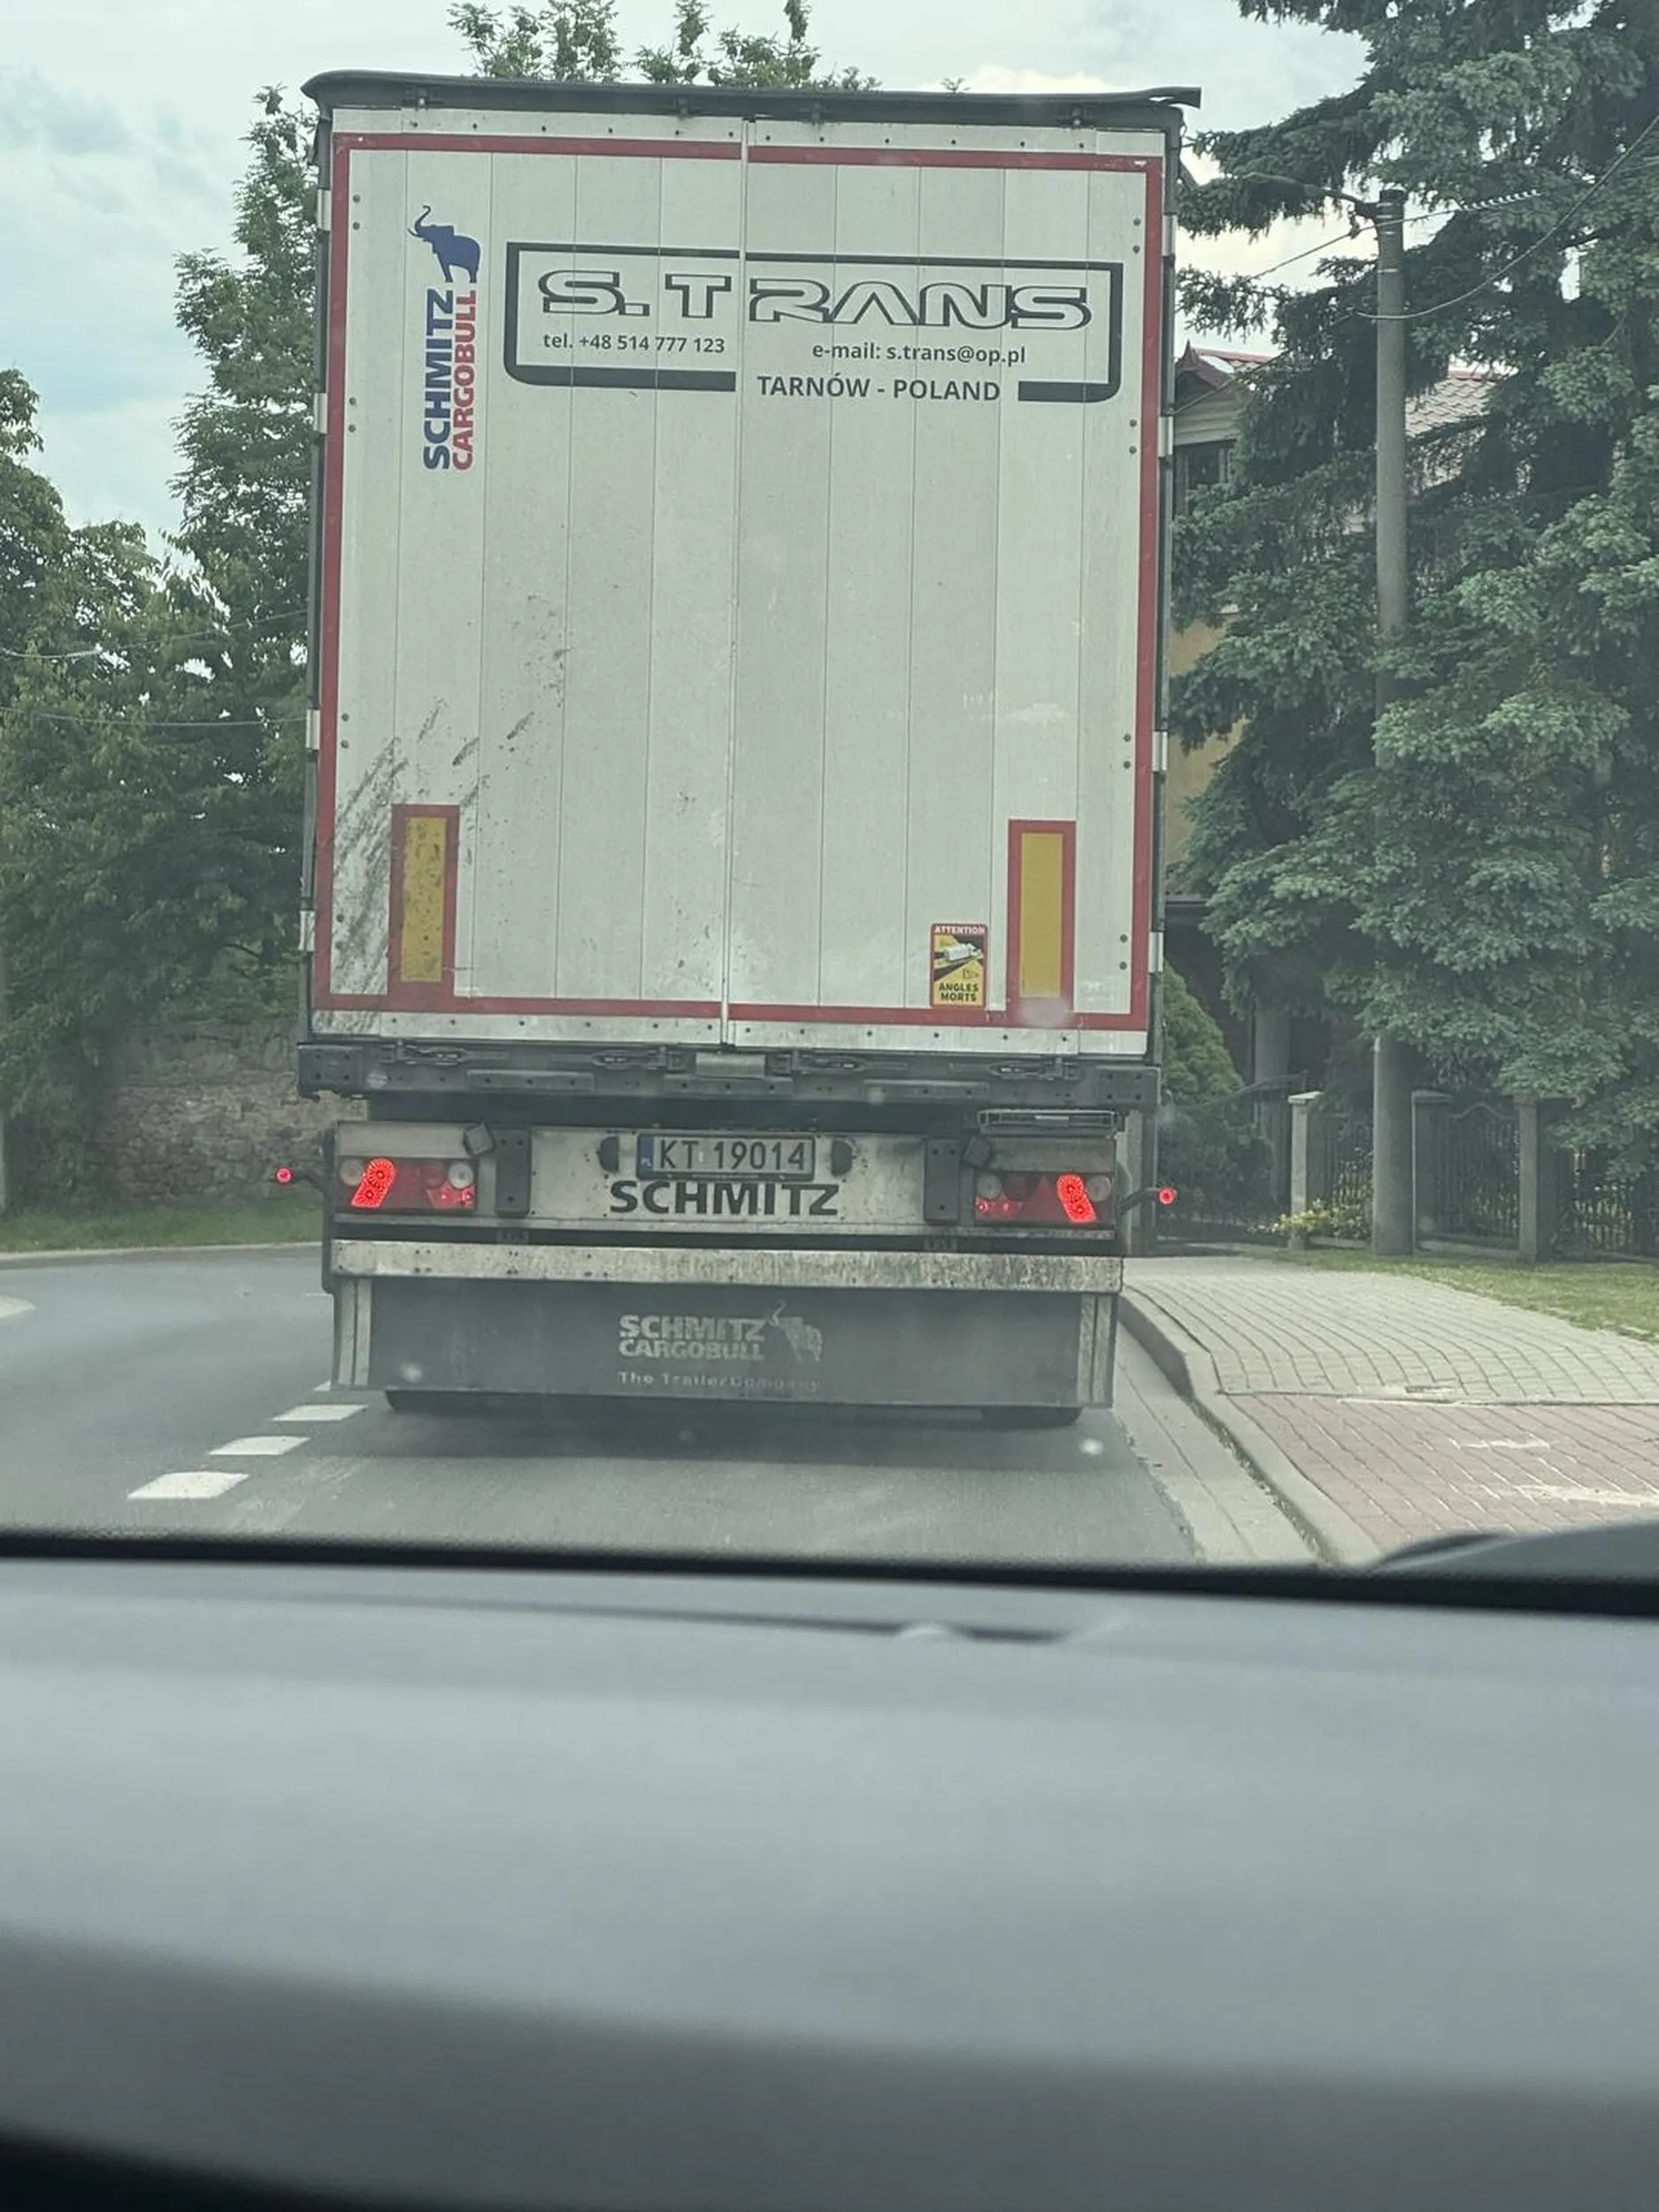 SCHMITZ
CARGOBULL
S. TRANS
tel. +48 514 777 123
e-mail: s.trans@op.pl
TARNÓW - POLAND
ATTENTION
ANGLES
MORTS
PL
KT 19014
SCHMITZ
SCHMITZ
CARGOBULL
The TrailerCompany